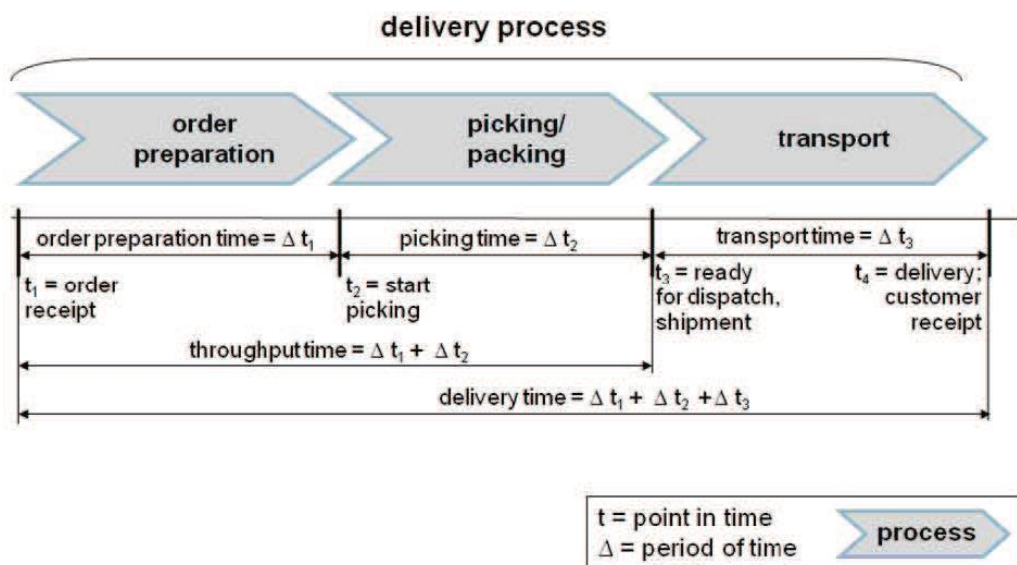 delivery process
order
preparation
picking/
packing
transport
order preparation time = Δ t₁
picking time = Δ t₂
transport time = Δ t₃
t₁ = order
receipt
t₂ = start
picking
t₃ = ready
for dispatch,
shipment
t₄ = delivery;
customer
receipt
throughput time = Δ t₁ + Δ t₂
delivery time = Δ t₁ + Δ t₂ + Δ t₃
t = point in time
Δ = period of time
process